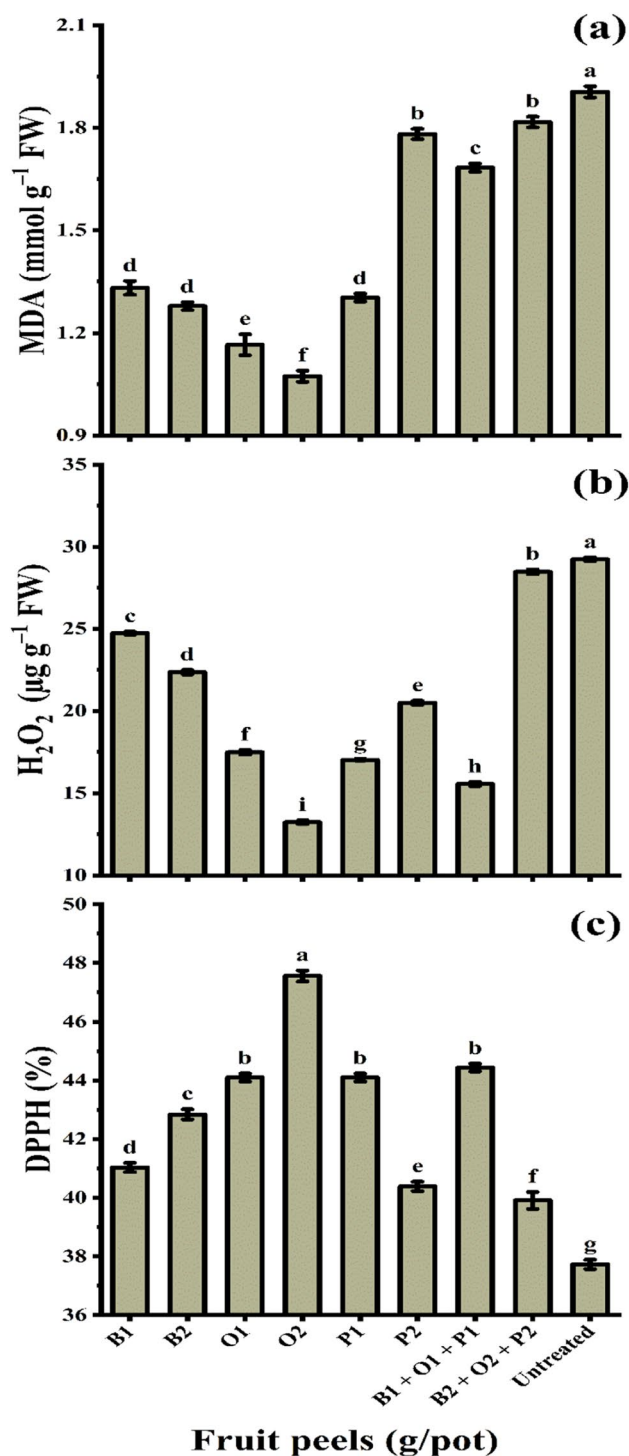 (a)
MDA (mmol g⁻¹ FW)
2.1
1.8
1.5
1.2
0.9
d
d
e
f
d
b
c
b
a
(b)
H₂O₂ (µg g⁻¹ FW)
35
30
25
20
15
10
c
d
f
i
g
e
h
b
a
(c)
DPPH (%)
50
48
46
44
42
40
38
36
d
c
b
a
b
e
b
f
g
B1
B2
O1
O2
P1
P2
B1 + O1 + P1
B2 + O2 + P2
Untreated
Fruit peels (g/pot)